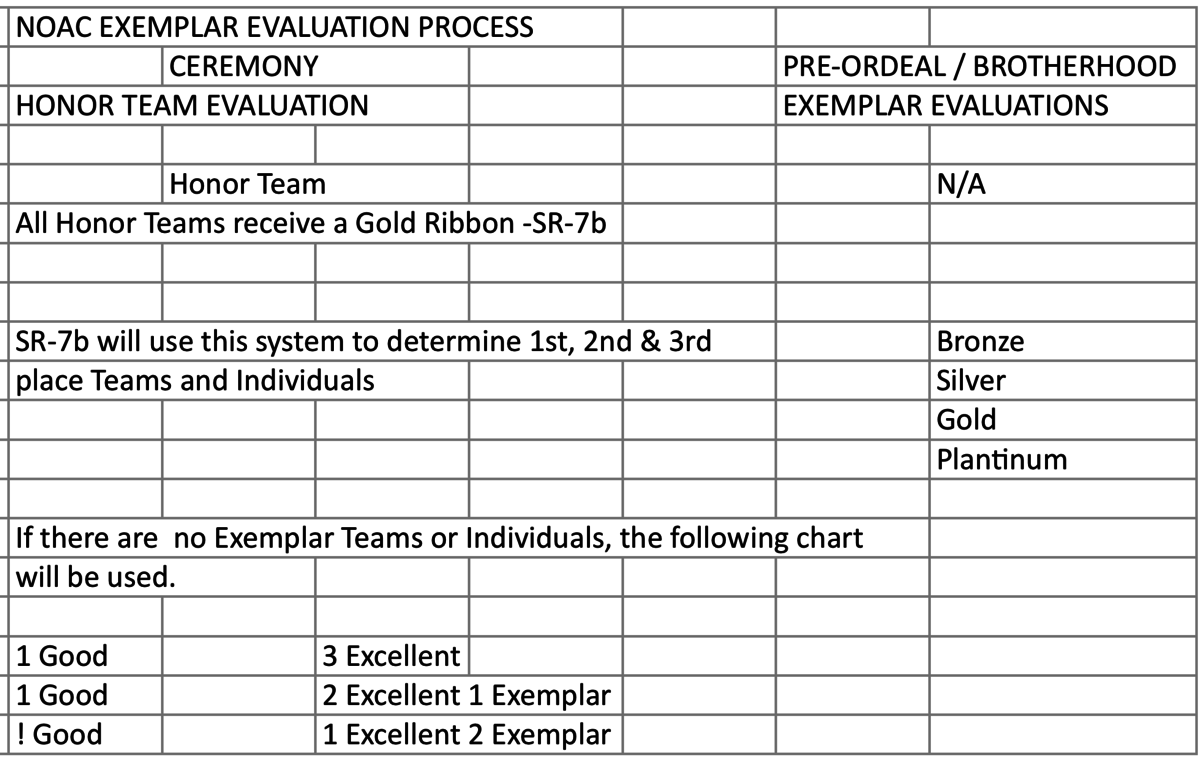 NOAC EXEMPLAR EVALUATION PROCESS
CEREMONY PRE-ORDEAL / BROTHERHOOD
HONOR TEAM EVALUATION EXEMPLAR EVALUATIONS
Honor Team N/A
All Honor Teams receive a Gold Ribbon -SR-7b
SR-7b will use this system to determine 1st, 2nd & 3rd Bronze
place Teams and Individuals Silver
Gold
Plantinum
If there are  no Exemplar Teams or Individuals, the following chart
will be used.
1 Good 3 Excellent
1 Good 2 Excellent 1 Exemplar
! Good 1 Excellent 2 Exemplar